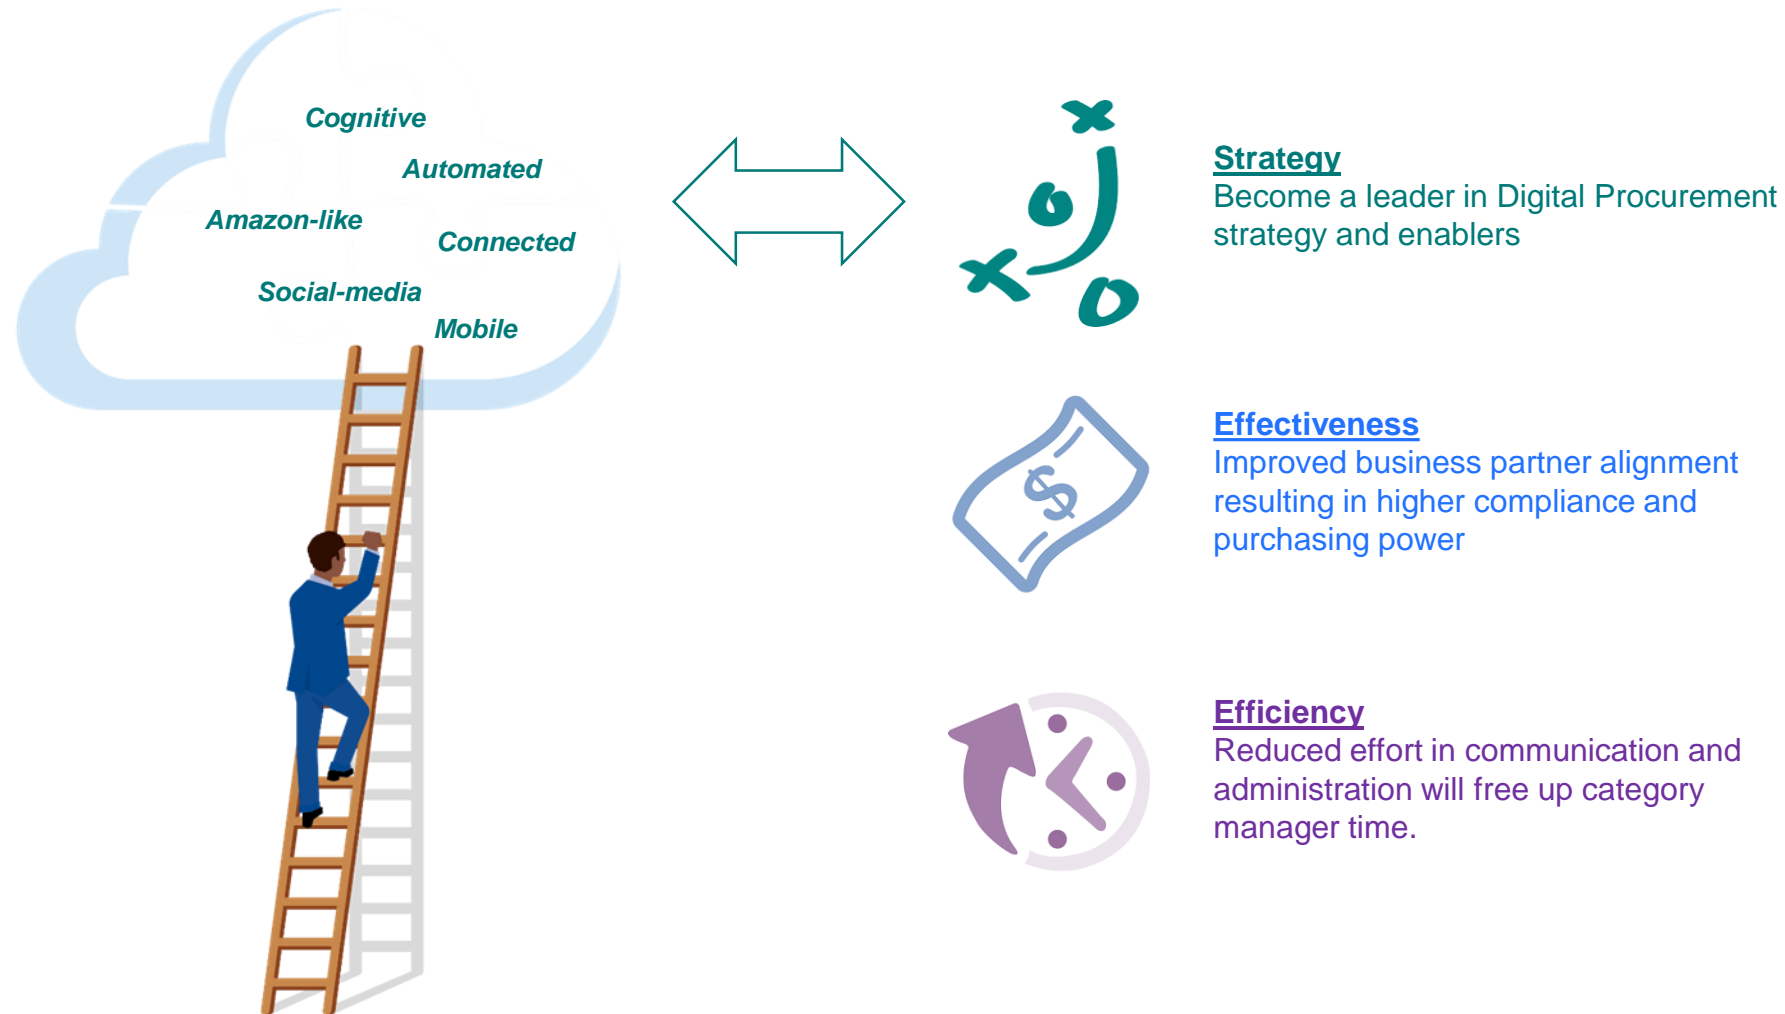 Cognitive
Automated
Amazon-like
Connected
Social-media
Mobile
Strategy
Become a leader in Digital Procurement
strategy and enablers
$
Effectiveness
Improved business partner alignment
resulting in higher compliance and
purchasing power
Efficiency
Reduced effort in communication and
administration will free up category
manager time.